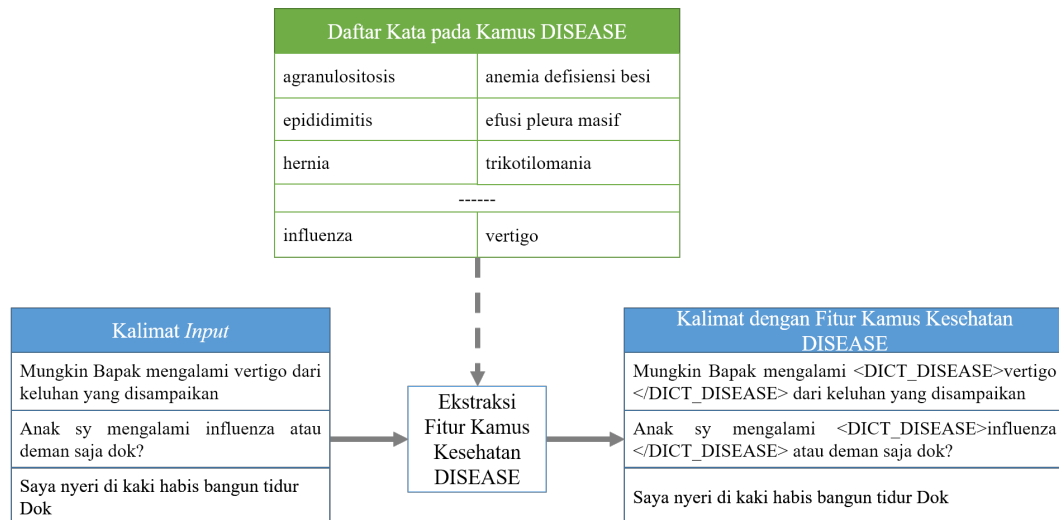 Daftar Kata pada Kamus DISEASE
agranulositosis anemia defisiensi besi
epididimitis efusi pleura masif
hernia trikotilomania
------
influenza vertigo
Kalimat Input
Mungkin Bapak mengalami vertigo dari
keluhan yang disampaikan
Anak sy mengalami influenza atau
deman saja dok?
Saya nyeri di kaki habis bangun tidur
Dok
Ekstraksi
Fitur Kamus
Kesehatan
DISEASE
Kalimat dengan Fitur Kamus Kesehatan
DISEASE
Mungkin Bapak mengalami <DICT_DISEASE>vertigo
</DICT_DISEASE> dari keluhan yang disampaikan
Anak sy mengalami <DICT_DISEASE>influenza
</DICT_DISEASE> atau deman saja dok?
Saya nyeri di kaki habis bangun tidur Dok